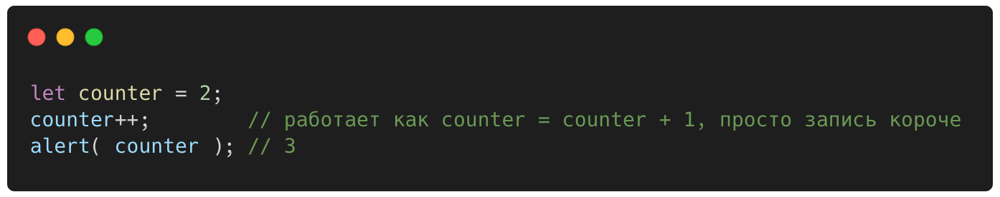 let counter = 2;
counter++;        // работает как counter = counter + 1, просто запись короче
alert( counter ); // 3